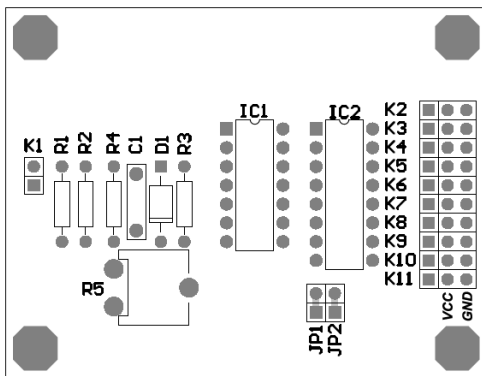 IC1
IC2
K1
R1
R2
R4
C1
D1
R3
K2
K3
K4
K5
K6
K7
K8
K9
K10
K11
R5
JP1
JP2
VCC
GND